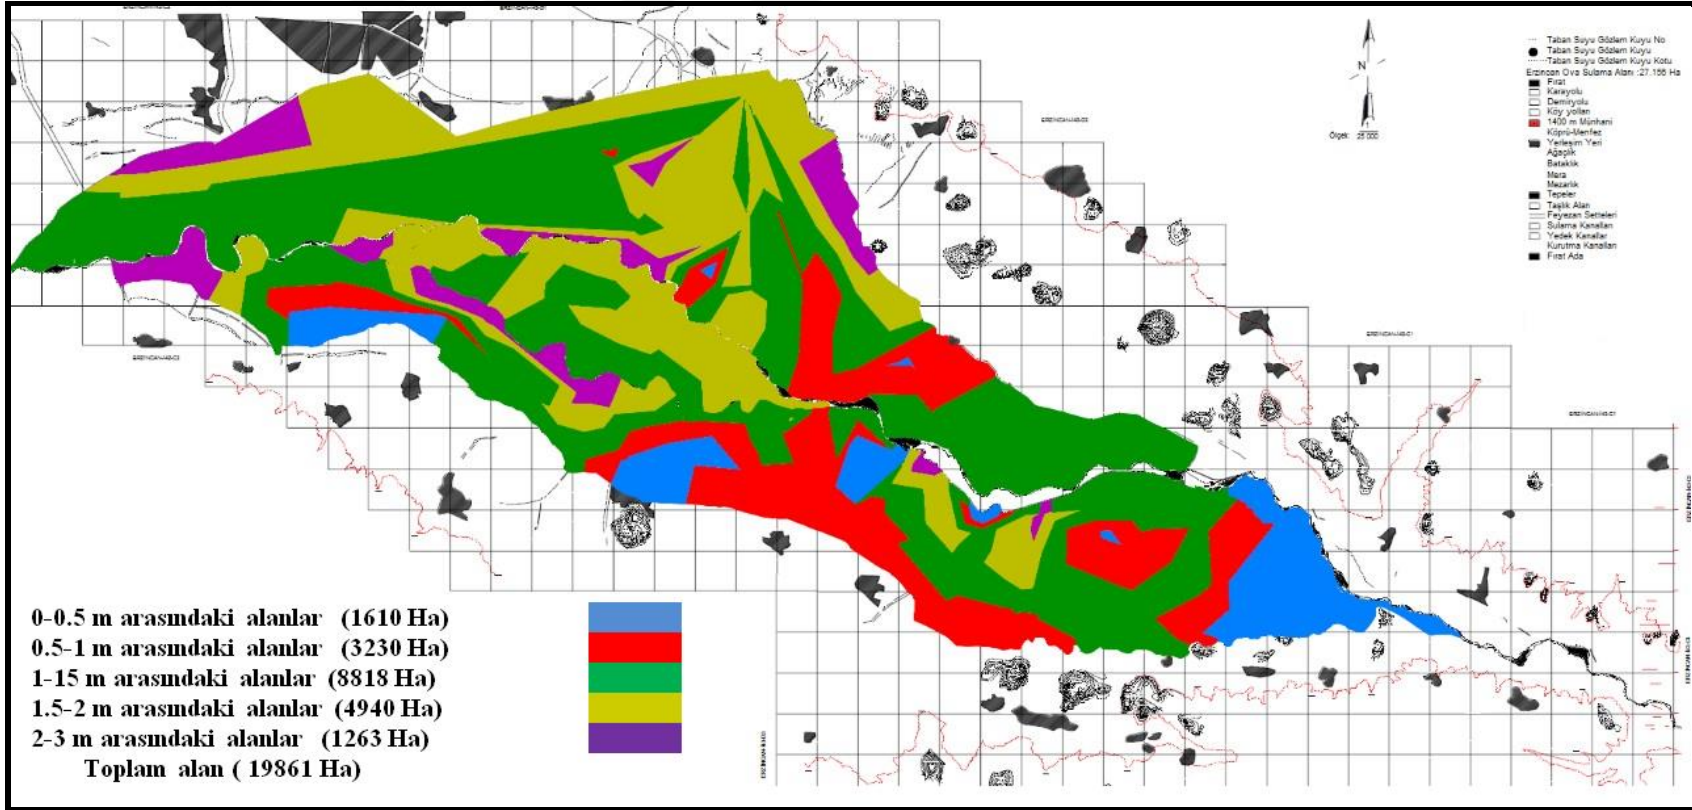 Taban Suyu Gözlem Kuyu No
Taban Suyu Gözlem Kuyu
Taban Suyu Gözlem Kuyu Kotu
Erzincan Ova Sulama Alanı :27.156 Ha
Fırat
Karayolu
Demiryolu
Köy yolları
1400 m Münhani
Köprü-Menfez
Yerleşim Yeri
Ağaçlık
Bataklık
Mera
Mezarlık
Tepeler
Taşlık Alan
Feyezan Setteleri
Sulama Kanalları
Yedek Kanallar
Kurutma Kanalları
Fırat Ada
N
Ölçek: 25 000
0-0.5 m arasındaki alanlar (1610 Ha)
0.5-1 m arasındaki alanlar (3230 Ha)
1-15 m arasındaki alanlar (8818 Ha)
1.5-2 m arasındaki alanlar (4940 Ha)
2-3 m arasındaki alanlar (1263 Ha)
Toplam alan ( 19861 Ha)